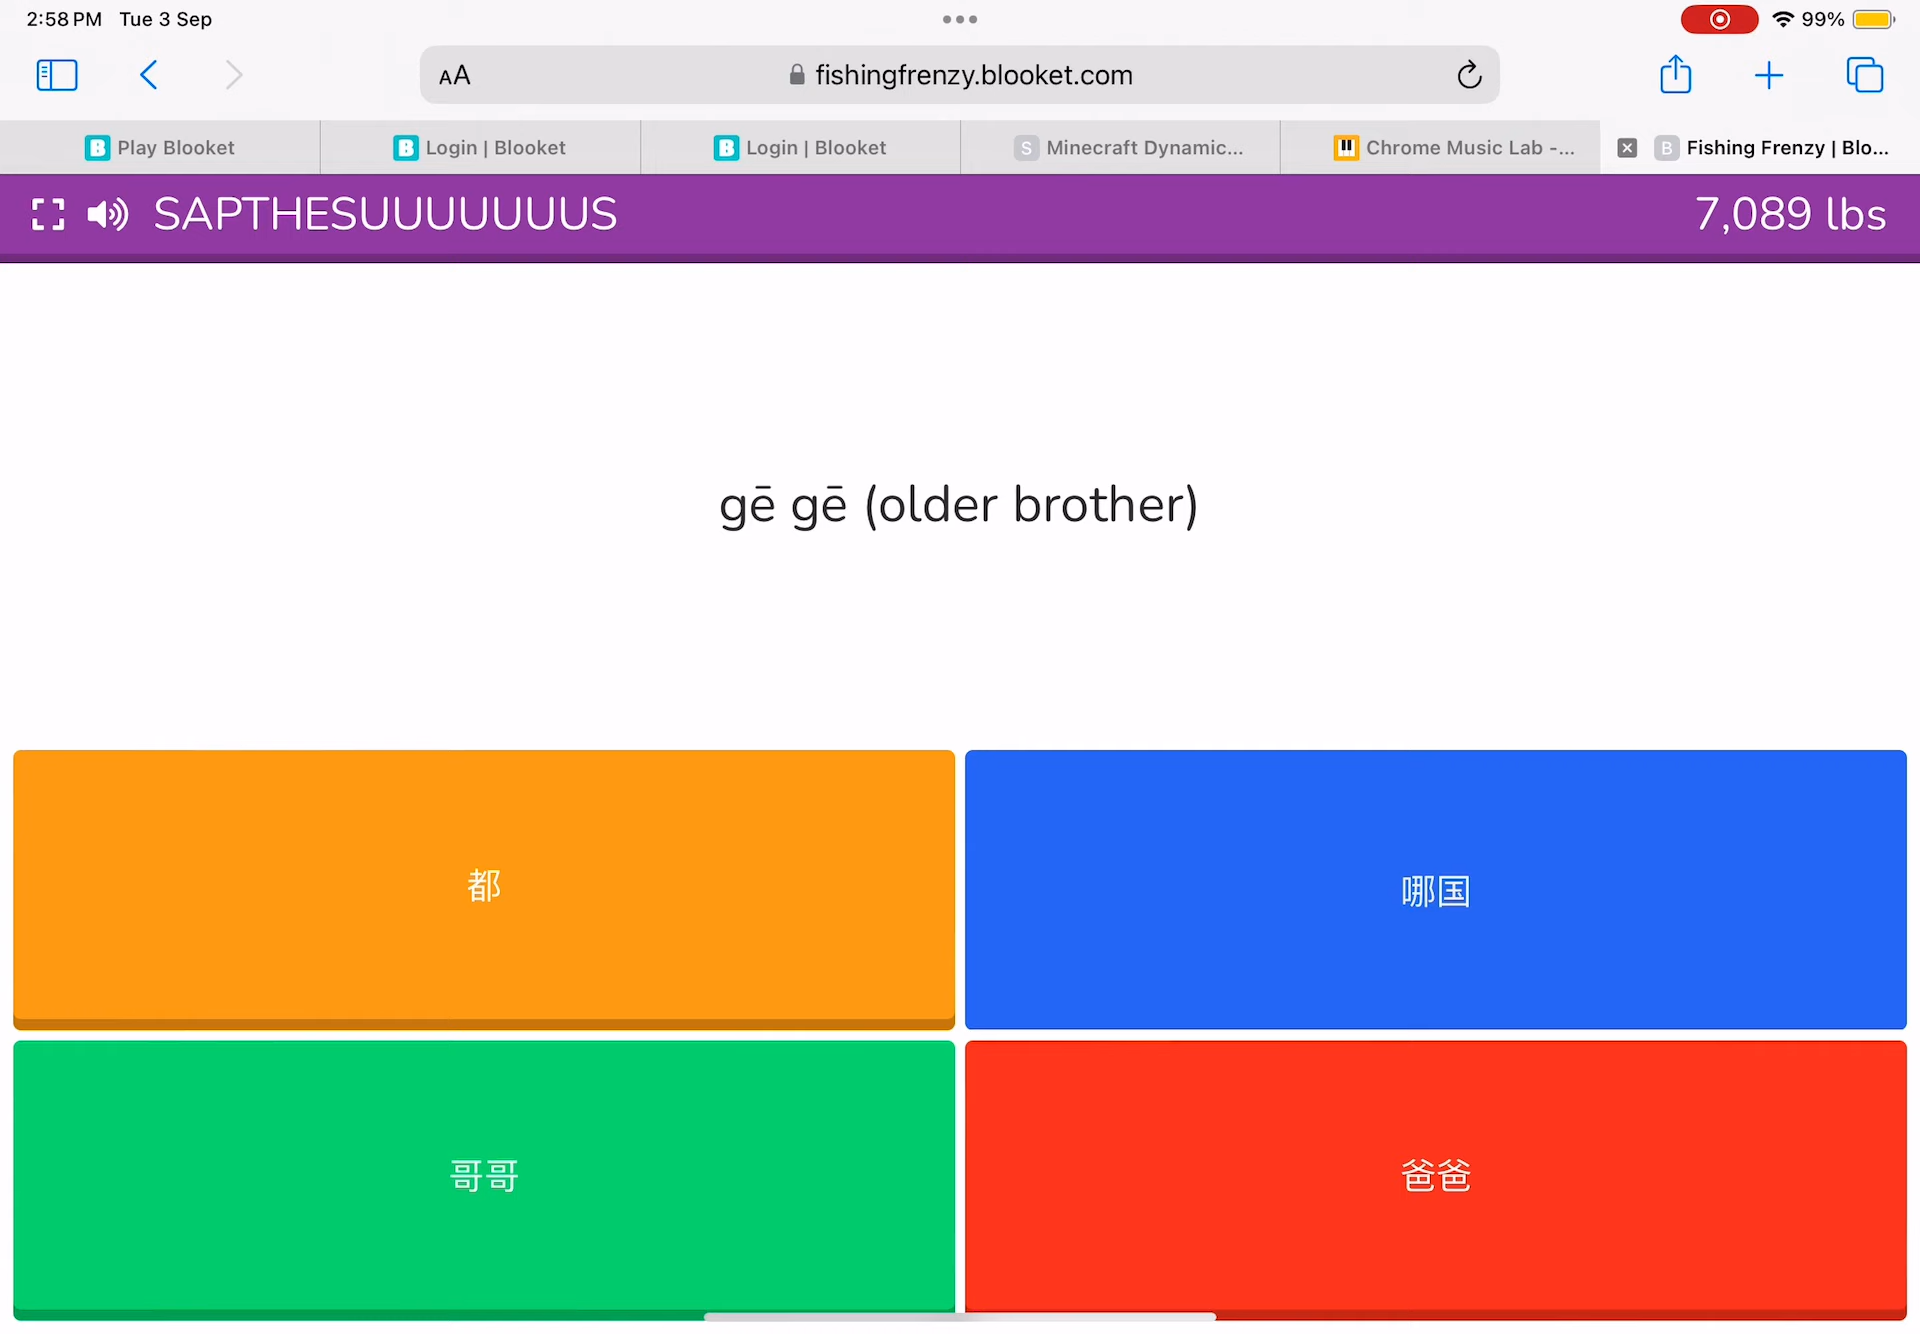 2:58 PM Tue 3 Sep
99%
AA fishingfrenzy.blooket.com
B Play Blooket
B Login | Blooket
B Login | Blooket
S Minecraft Dynamic...
Chrome Music Lab -...
B Fishing Frenzy | Blo...
SAPTHESUUUUUUUS
7,089 lbs
gē gē (older brother)
都
哪国
哥哥
爸爸